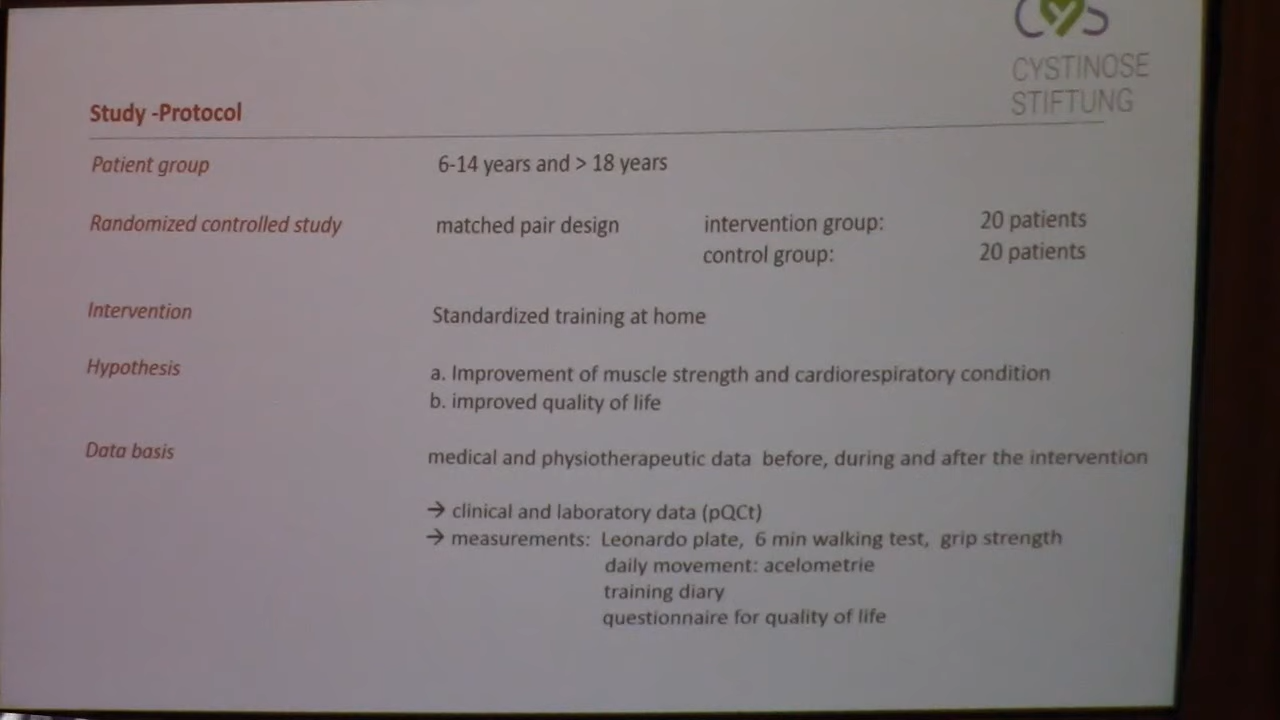 CYS
CYSTINOSE
STIFTUNG
Study -Protocol
Patient group 6-14 years and > 18 years
Randomized controlled study matched pair design intervention group: 20 patients
control group: 20 patients
Intervention Standardized training at home
Hypothesis a. Improvement of muscle strength and cardiorespiratory condition
b. improved quality of life
Data basis medical and physiotherapeutic data before, during and after the intervention
→ clinical and laboratory data (pQCt)
→ measurements: Leonardo plate, 6 min walking test, grip strength
daily movement: acelometrie
training diary
questionnaire for quality of life